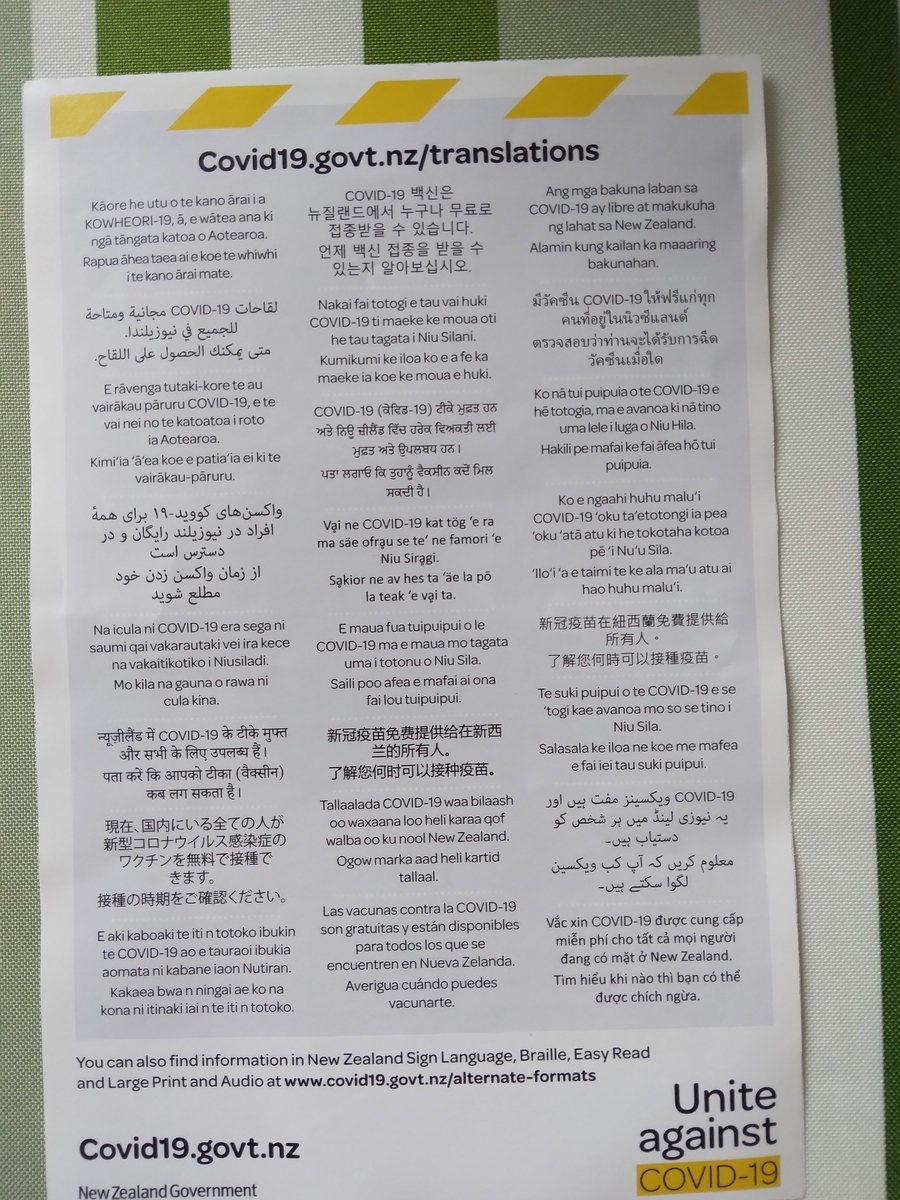 Covid19.govt.nz/translations
Kāore he utu o te kano ārai i a
KOWHEORI-19, ā, e wātea ana ki
ngā tāngata katoa o Aotearoa.
Rapua āhea taea ai e koe te whiwhi
i te kano ārai mate.
لقاحات COVID-19 مجانية ومتاحة
للجميع في نيوزيلندا.
متى يمكنك الحصول على اللقاح.
E rāvenga tutaki-kore te au
vairākau pāruru COVID-19, e te
vai nei no te katoatoa i roto
ia Aotearoa.
Kimi'ia 'ā'ea koe e patia'ia ei ki te
vairākau-pāruru.
واکسن‌های کووید-۱۹ برای همهٔ
افراد در نیوزیلند رایگان و در
دسترس است
از زمان واکسن زدن خود
مطلع شوید
Na icula ni COVID-19 era sega ni
saumi qai vakarautaki vei ira kece
na vakaitikotiko i Niusiladi.
Mo kila na gauna o rawa ni
cula kina.
न्यूज़ीलैंड में COVID-19 के टीके मुफ्त
और सभी के लिए उपलब्ध हैं।
पता करें कि आपको टीका (वैक्सीन)
कब लग सकता है।
現在、国内にいる全ての人が
新型コロナウイルス感染症の
ワクチンを無料で接種で
きます。
接種の時期をご確認ください。
E aki kaboaki te iti n totoko ibukin
te COVID-19 ao e tauraoi ibukia
aomata ni kabane iaon Nutiran.
Kakaea bwa n ningai ae ko na
kona ni itinaki iai n te iti n totoko.
COVID-19 백신은
뉴질랜드에서 누구나 무료로
접종받을 수 있습니다.
언제 백신 접종을 받을 수
있는지 알아보십시오.
Nakai fai totogi e tau vai huki
COVID-19 ti maeke ke moua oti
he tau tagata i Niu Silani.
Kumikumi ke iloa ko e a fe ka
maeke ia koe ke moua e huki.
COVID-19 (ਕੋਵਿਡ-19) ਟੀਕੇ ਮੁਫ਼ਤ ਹਨ
ਅਤੇ ਨਿਊ ਜ਼ੀਲੈਂਡ ਵਿੱਚ ਹਰੇਕ ਵਿਅਕਤੀ ਲਈ
ਮੁਫ਼ਤ ਅਤੇ ਉਪਲਬਧ ਹਨ।
ਪਤਾ ਲਗਾਓ ਕਿ ਤੁਹਾਨੂੰ ਵੈਕਸੀਨ ਕਦੋਂ ਮਿਲ
ਸਕਦੀ ਹੈ।
Vại ne COVID-19 kat tög 'e ra
ma säe ofrạu se te' ne famori 'e
Niu Sirạgi.
Sạkior ne av hes ta 'äe la pō
la teak 'e vại ta.
E maua fua tuipuipui o le
COVID-19 ma e maua mo tagata
uma i totonu o Niu Sila.
Saili poo afea e mafai ai ona
fai lou tuipuipui.
新冠疫苗免费提供给在新西
兰的所有人。
了解您何时可以接种疫苗。
Tallaalada COVID-19 waa bilaash
oo waxaana loo heli karaa qof
walba oo ku nool New Zealand.
Ogow marka aad heli kartid
tallaal.
Las vacunas contra la COVID-19
son gratuitas y están disponibles
para todos los que se
encuentren en Nueva Zelanda.
Averigua cuándo puedes
vacunarte.
Ang mga bakuna laban sa
COVID-19 ay libre at makukuha
ng lahat sa New Zealand.
Alamin kung kailan ka maaaring
bakunahan.
มีวัคซีน COVID-19 ให้ฟรีแก่ทุก
คนที่อยู่ในนิวซีแลนด์
ตรวจสอบว่าท่านจะได้รับการฉีด
วัคซีนเมื่อใด
Ko nā tui puipuia o te COVID-19 e
hē totogia, ma e avanoa ki nā tino
uma lele i luga o Niu Hila.
Hakili pe mafai ke fai āfea hō tui
puipuia.
Ko e ngaahi huhu malu'i
COVID-19 'oku ta'etotongi ia pea
'oku 'atā atu ki he tokotaha kotoa
pē 'i Nu'u Sila.
'Ilo'i 'a e taimi te ke ala ma'u atu ai
hao huhu malu'i.
新冠疫苗在紐西蘭免費提供給
所有人。
了解您何時可以接種疫苗。
Te suki puipui o te COVID-19 e se
'togi kae avanoa mo so se tino i
Niu Sila.
Salasala ke iloa ne koe me mafea
e fai iei tau suki puipui.
COVID-19 ویکسینز مفت ہیں اور
یہ نیوزی لینڈ میں ہر شخص کو
دستیاب ہیں۔
معلوم کریں کہ آپ کب ویکسین
لگوا سکتے ہیں۔
Vắc xin COVID-19 được cung cấp
miễn phí cho tất cả mọi người
đang có mặt ở New Zealand.
Tìm hiểu khi nào thì bạn có thể
được chích ngừa.
You can also find information in New Zealand Sign Language, Braille, Easy Read
and Large Print and Audio at www.covid19.govt.nz/alternate-formats
Covid19.govt.nz
New Zealand Government
Unite
against
COVID-19